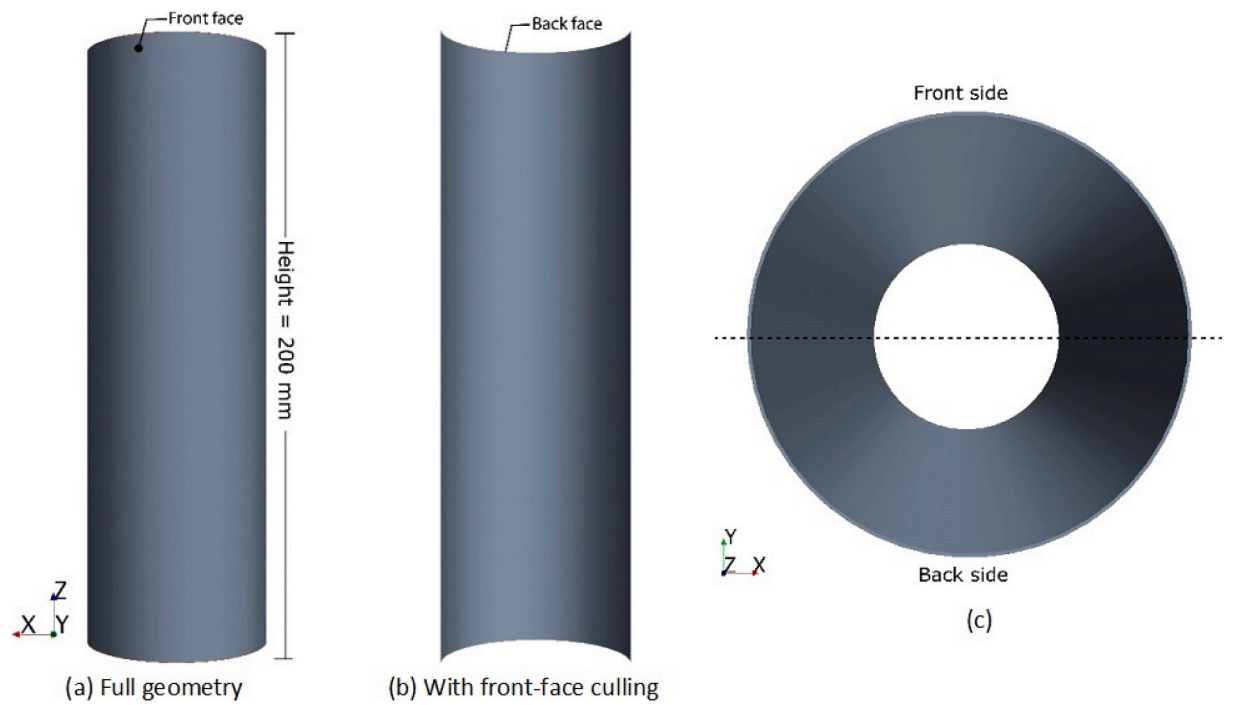 Front face
Height = 200 mm
Z
X
Y
(a) Full geometry
Back face
(b) With front-face culling
Front side
Back side
Y
Z
X
(c)